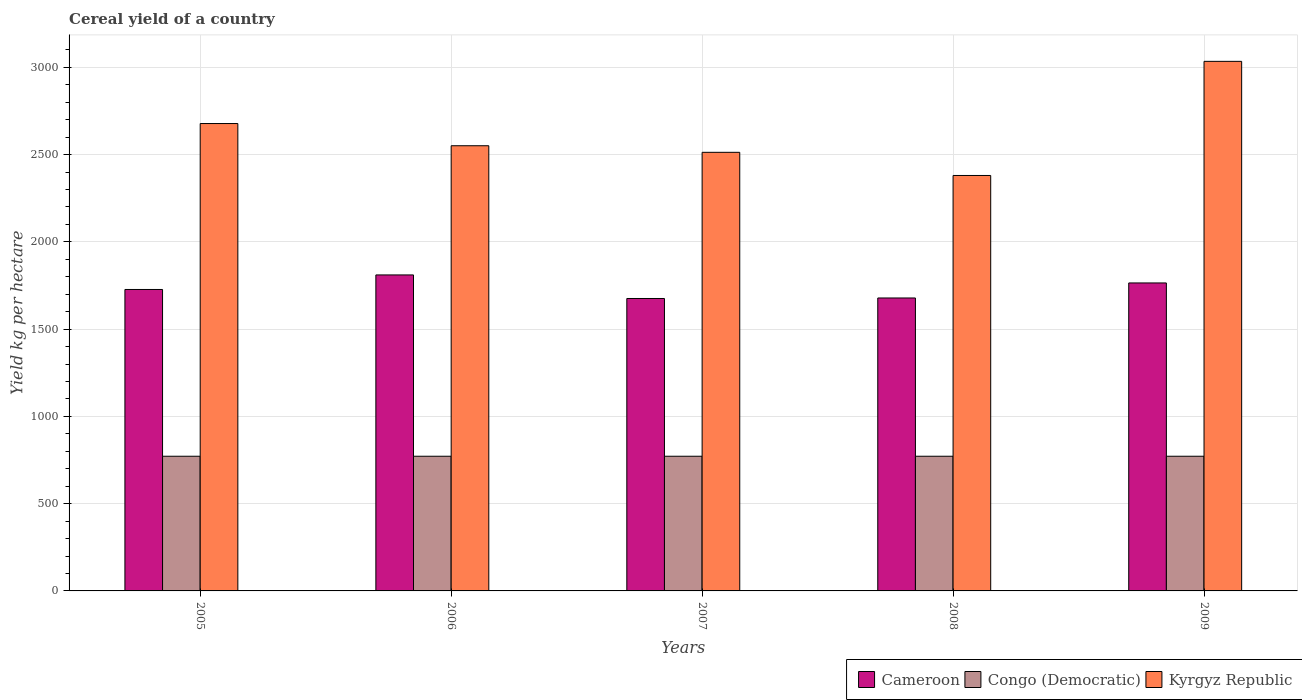 Cereal yield of a country
Yield kg per hectare
3000
2500
2000
1500
1000
500
0
2005
2006
2007
2008
2009
Years
Cameroon
Congo (Democratic)
Kyrgyz Republic